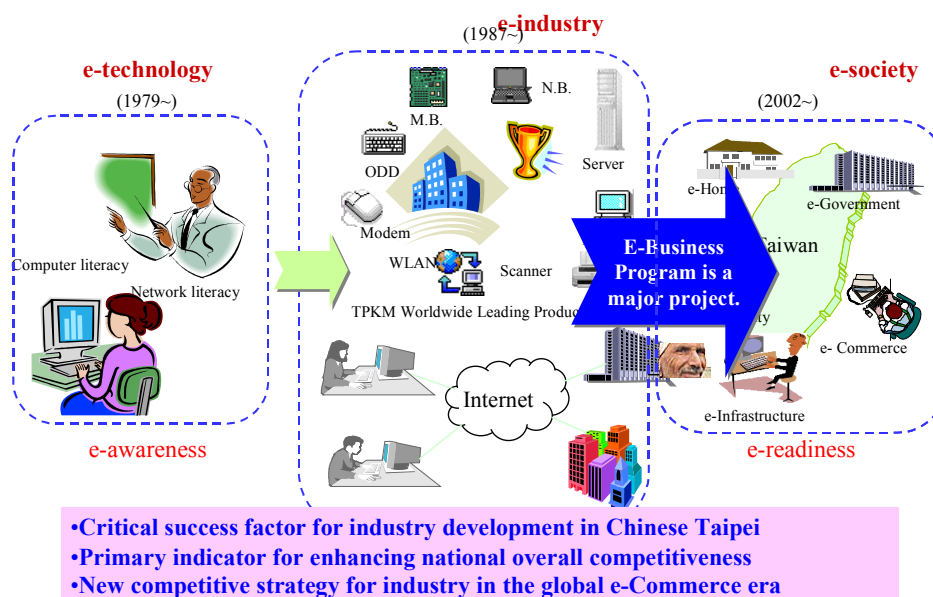 e-industry
(1987~)
e-technology
(1979~)
e-society
(2002~)
Computer literacy
Network literacy
e-awareness
M.B.
N.B.
ODD
Server
Modem
WLAN
Scanner
TPKM Worldwide Leading Produc
Internet
E-Business
Program is a
major project.
e-Home
e-Government
Taiwan
e- Commerce
e-Infrastructure
e-readiness
•Critical success factor for industry development in Chinese Taipei
•Primary indicator for enhancing national overall competitiveness
•New competitive strategy for industry in the global e-Commerce era